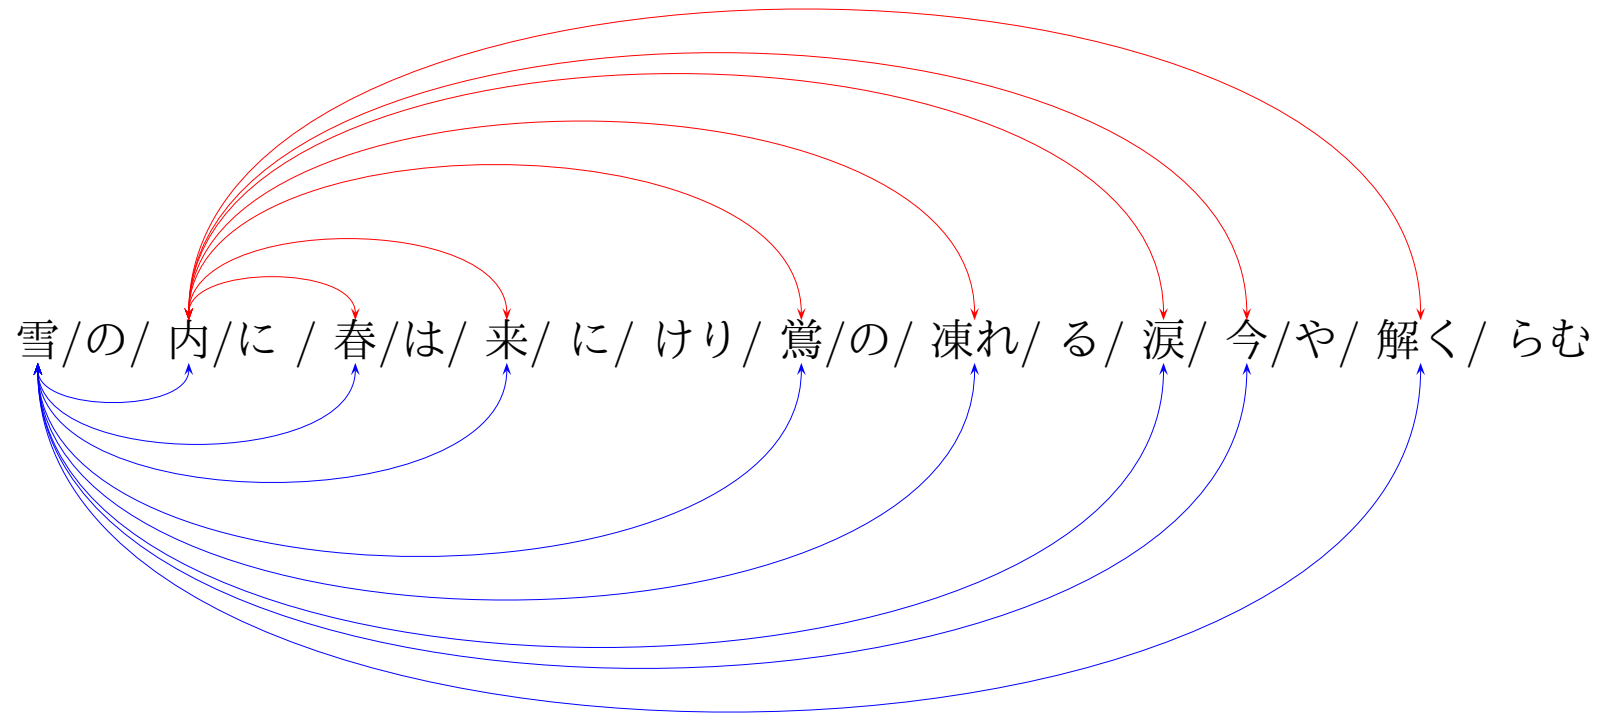 雪/の/ 内/に / 春/は/ 来/ に/ けり/ 鴬/の/ 凍れ/ る/ 涙/ 今/や/ 解く/ らむ